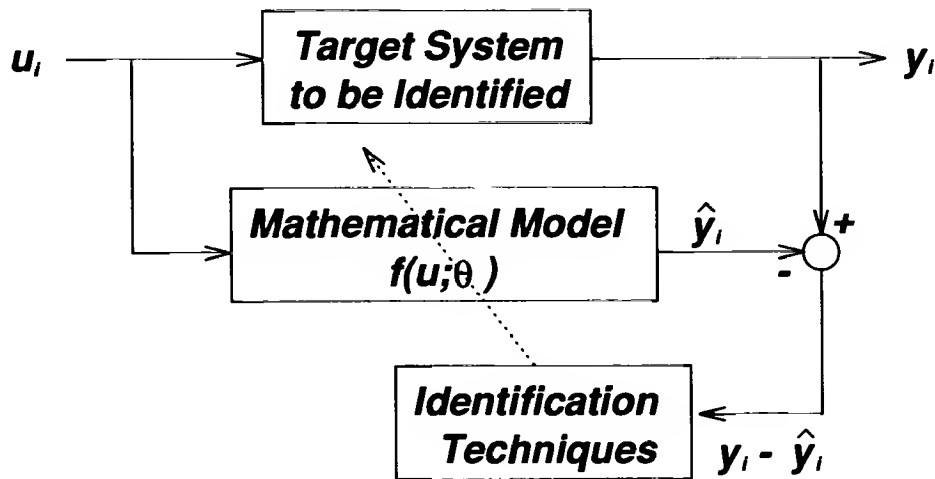 u_i
Target System
to be Identified
y_i
Mathematical Model
f(u;θ )
ŷ_i
+
-
Identification
Techniques
y_i - ŷ_i